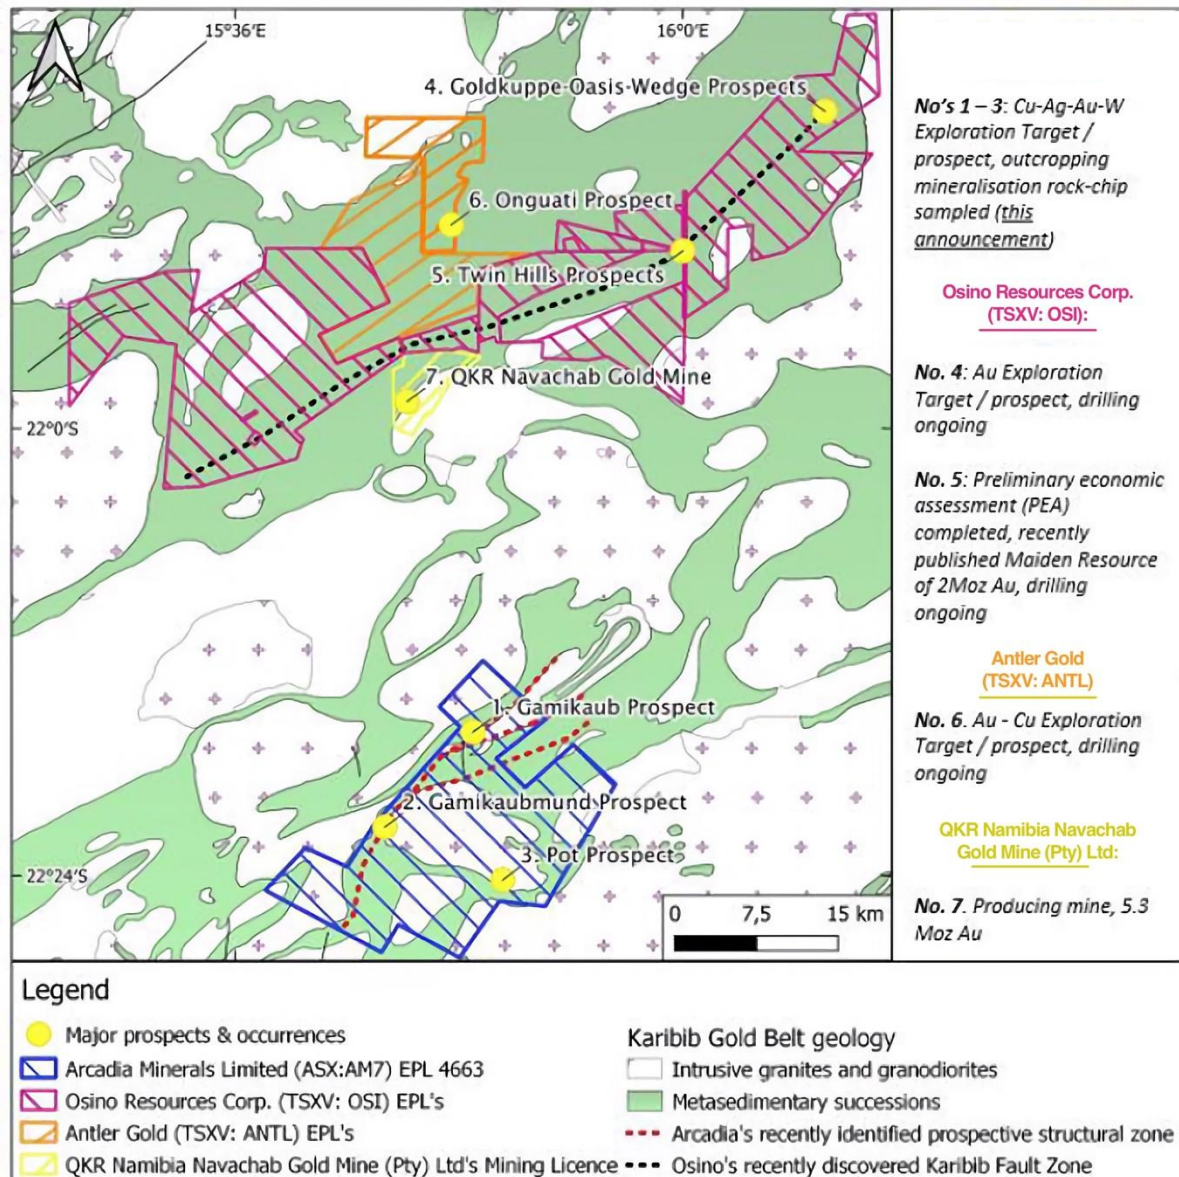 15°36'E
16°0'E
4. Goldkuppe-Oasis-Wedge Prospects
6. Onguati Prospect
5. Twin Hills Prospects
7. QKR Navachab Gold Mine
22°0'S
1. Gamikaub Prospect
2. Gamikaubmund Prospect
3. Pot Prospect
22°24'S
0 7,5 15 km
No's 1 – 3: Cu-Ag-Au-W
Exploration Target /
prospect, outcropping
mineralisation rock-chip
sampled (this
announcement)
Osino Resources Corp.
(TSXV: OSI):
No. 4: Au Exploration
Target / prospect, drilling
ongoing
No. 5: Preliminary economic
assessment (PEA)
completed, recently
published Maiden Resource
of 2Moz Au, drilling
ongoing
Antler Gold
(TSXV: ANTL)
No. 6. Au - Cu Exploration
Target / prospect, drilling
ongoing
QKR Namibia Navachab
Gold Mine (Pty) Ltd:
No. 7. Producing mine, 5.3
Moz Au
Legend
Major prospects & occurrences
Arcadia Minerals Limited (ASX:AM7) EPL 4663
Osino Resources Corp. (TSXV: OSI) EPL's
Antler Gold (TSXV: ANTL) EPL's
QKR Namibia Navachab Gold Mine (Pty) Ltd's Mining Licence
Karibib Gold Belt geology
Intrusive granites and granodiorites
Metasedimentary successions
Arcadia's recently identified prospective structural zone
Osino's recently discovered Karibib Fault Zone